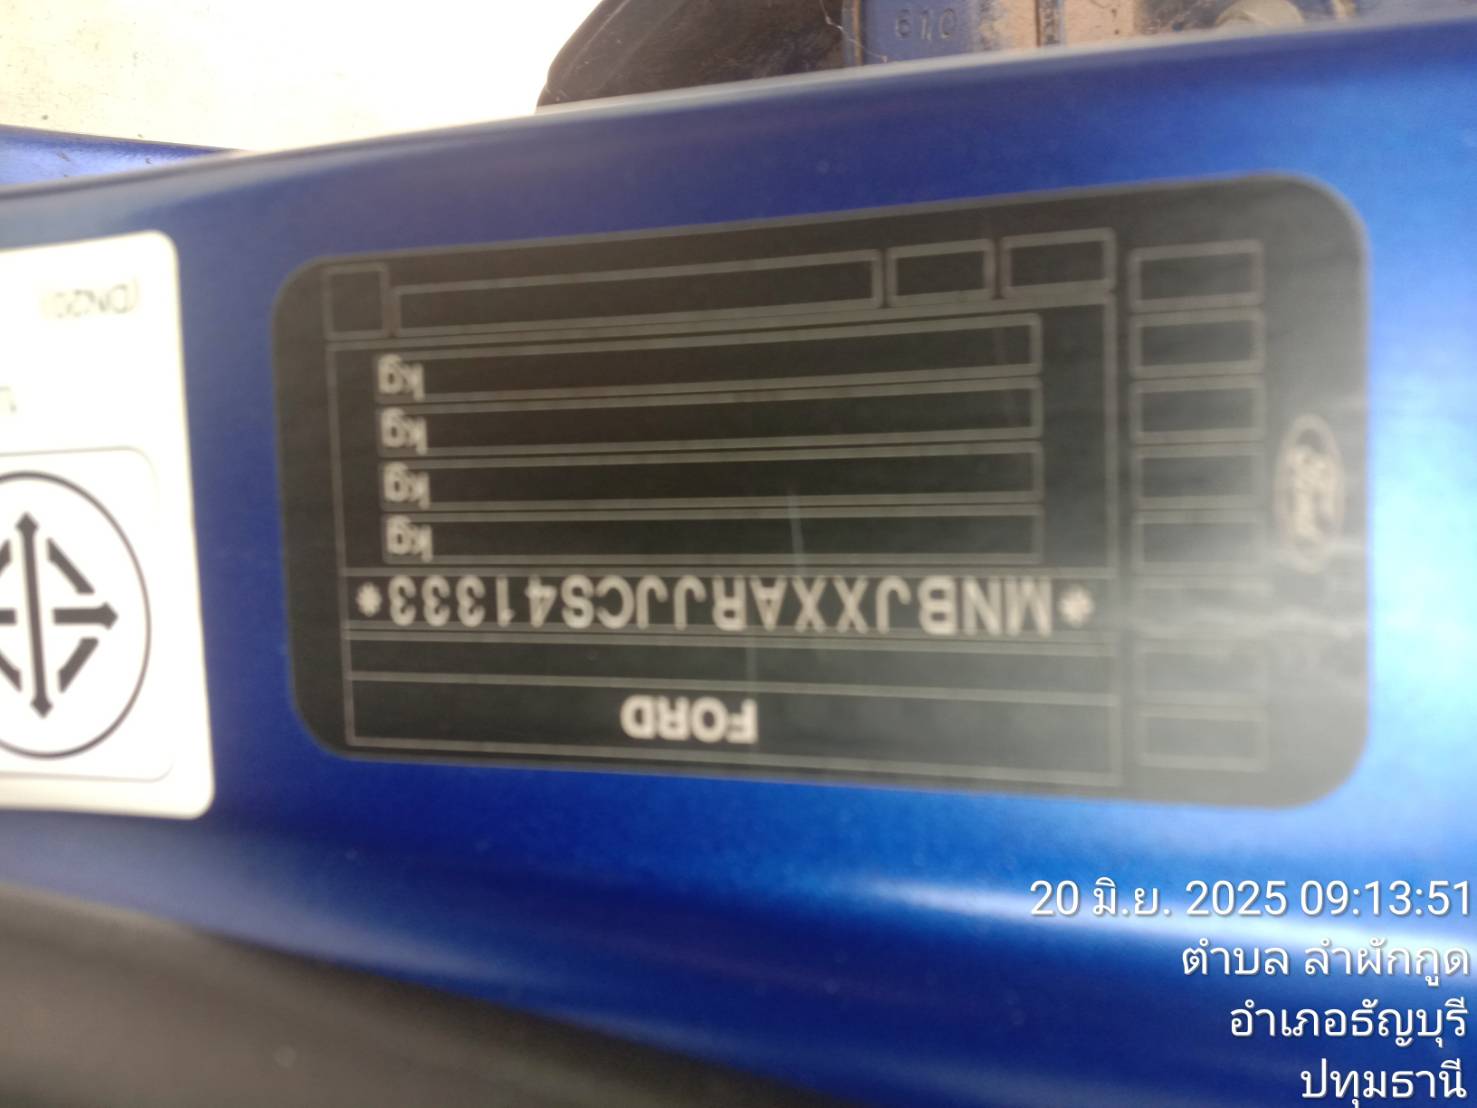 FORD
*MNBJXXARJJCS41333*
kg
kg
kg
kg
Ford
20 มิ.ย. 2025 09:13:51
ตำบล ลำผักกูด
อำเภอธัญบุรี
ปทุมธานี